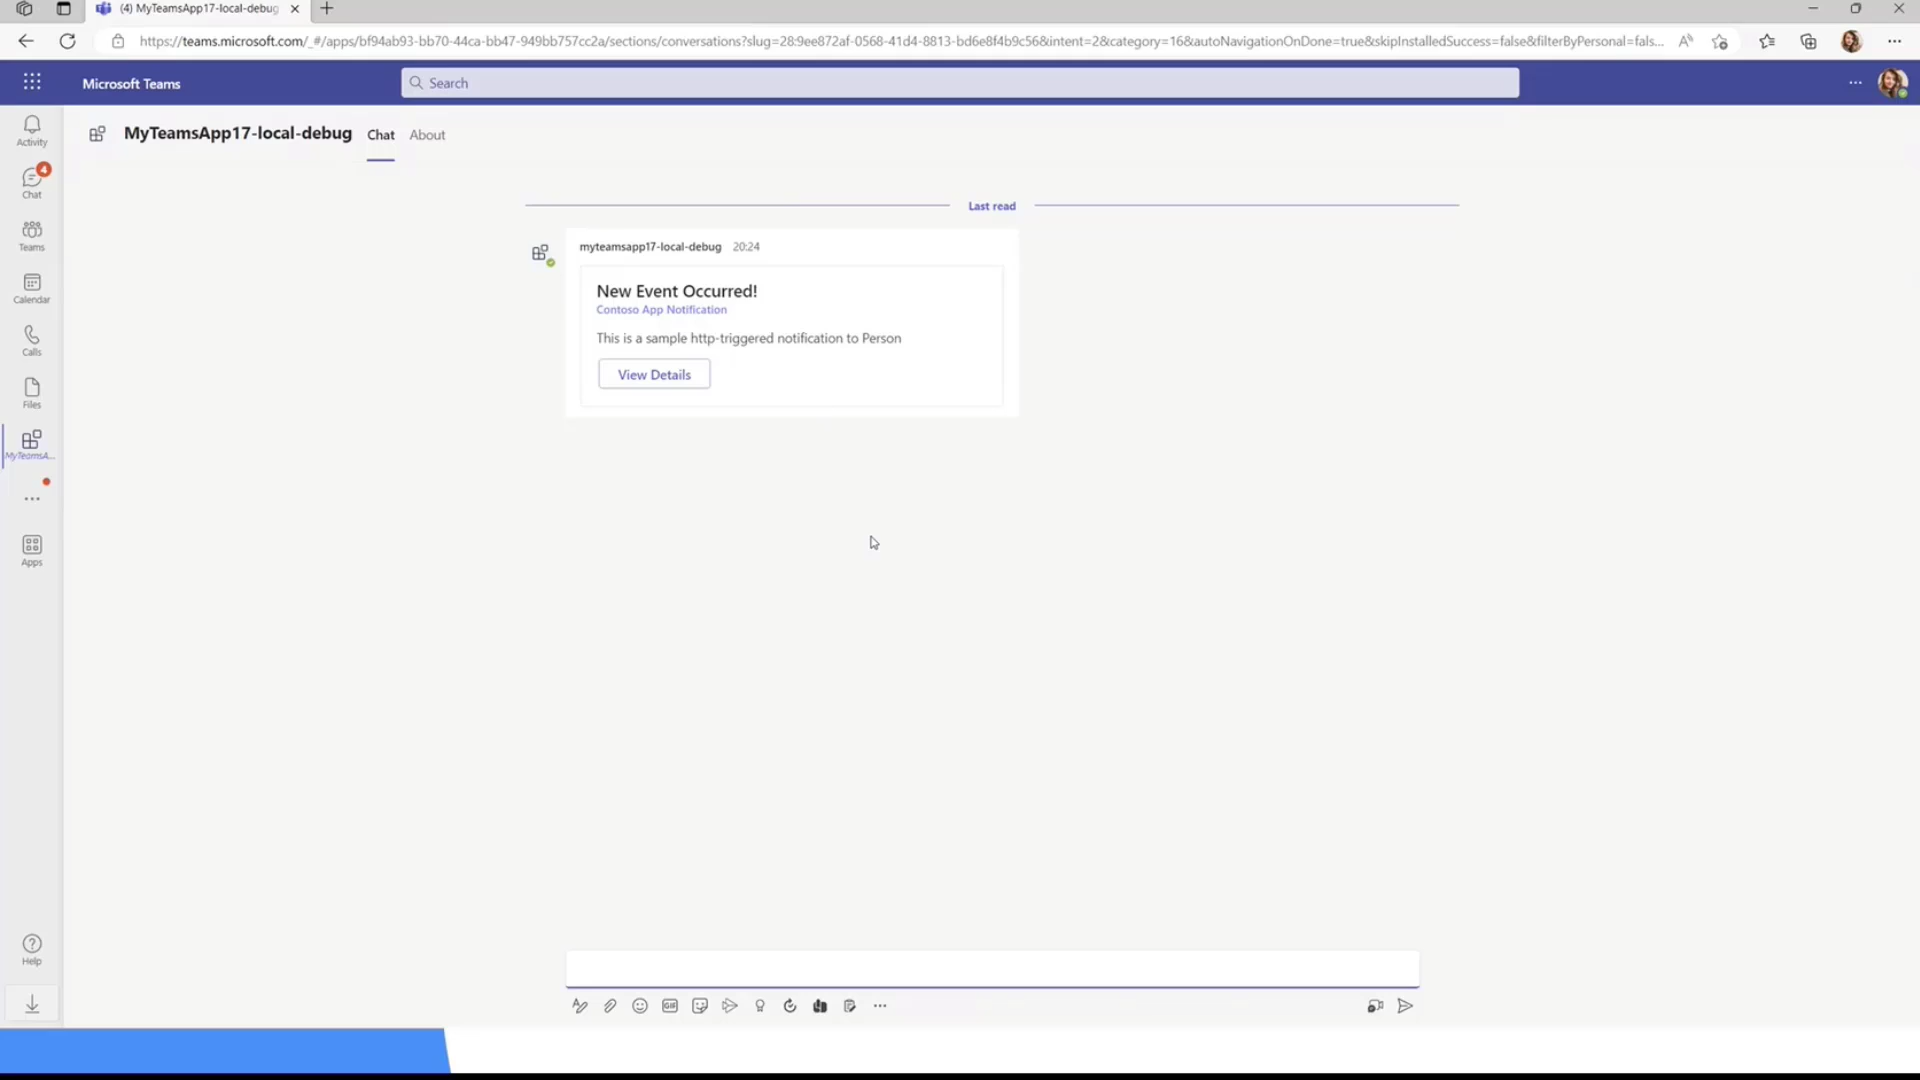 (4) MyTeamsApp17-local-debug
https://teams.microsoft.com/_#/apps/bf94ab93-bb70-44ca-bb47-949bb757cc2a/sections/conversations?slug=28:9ee872af-0568-41d4-8813-bd6e8f4b9c56&intent=2&category=16&autoNavigationOnDone=true&skipInstalledSuccess=false&filterByPersonal=fals...
Microsoft Teams
Search
MyTeamsApp17-local-debug
Chat
About
Activity
4
Chat
Teams
Calendar
Calls
Files
MyTeamsA...
Apps
Help
Last read
myteamsapp17-local-debug 20:24
New Event Occurred!
Contoso App Notification
This is a sample http-triggered notification to Person
View Details
GIF